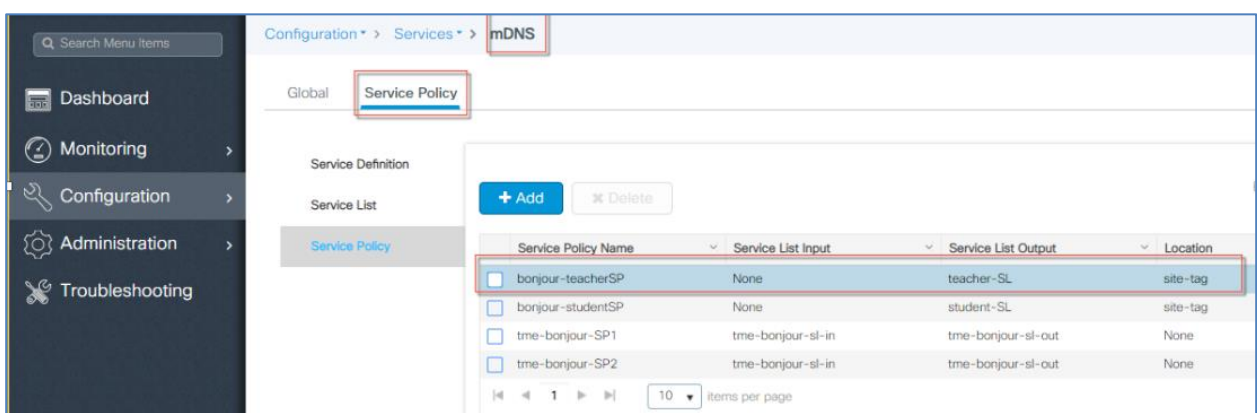 Search Menu Items
Dashboard
Monitoring
Configuration
Administration
Troubleshooting
Configuration > Services > mDNS
Global Service Policy
Service Definition
Service List
Service Policy
+ Add ✖ Delete
Service Policy Name Service List Input Service List Output Location
bonjour-teacherSP None teacher-SL site-tag
bonjour-studentSP None student-SL site-tag
tme-bonjour-SP1 tme-bonjour-sl-in tme-bonjour-sl-out None
tme-bonjour-SP2 tme-bonjour-sl-in tme-bonjour-sl-out None
1 10 items per page